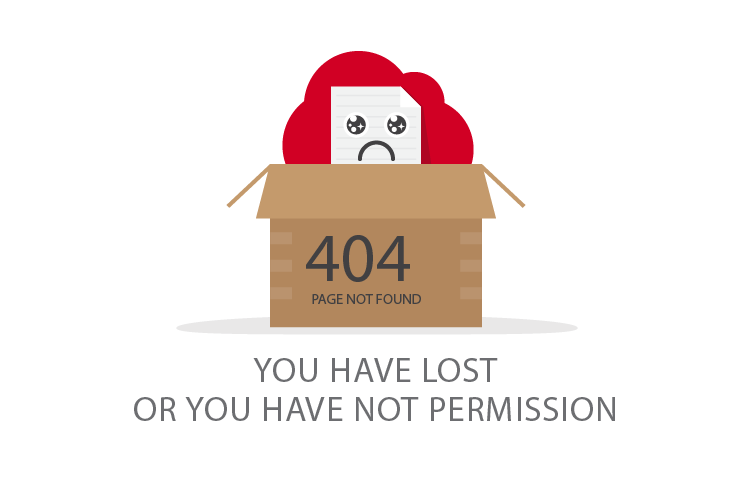 404
PAGE NOT FOUND
YOU HAVE LOST
OR YOU HAVE NOT PERMISSION